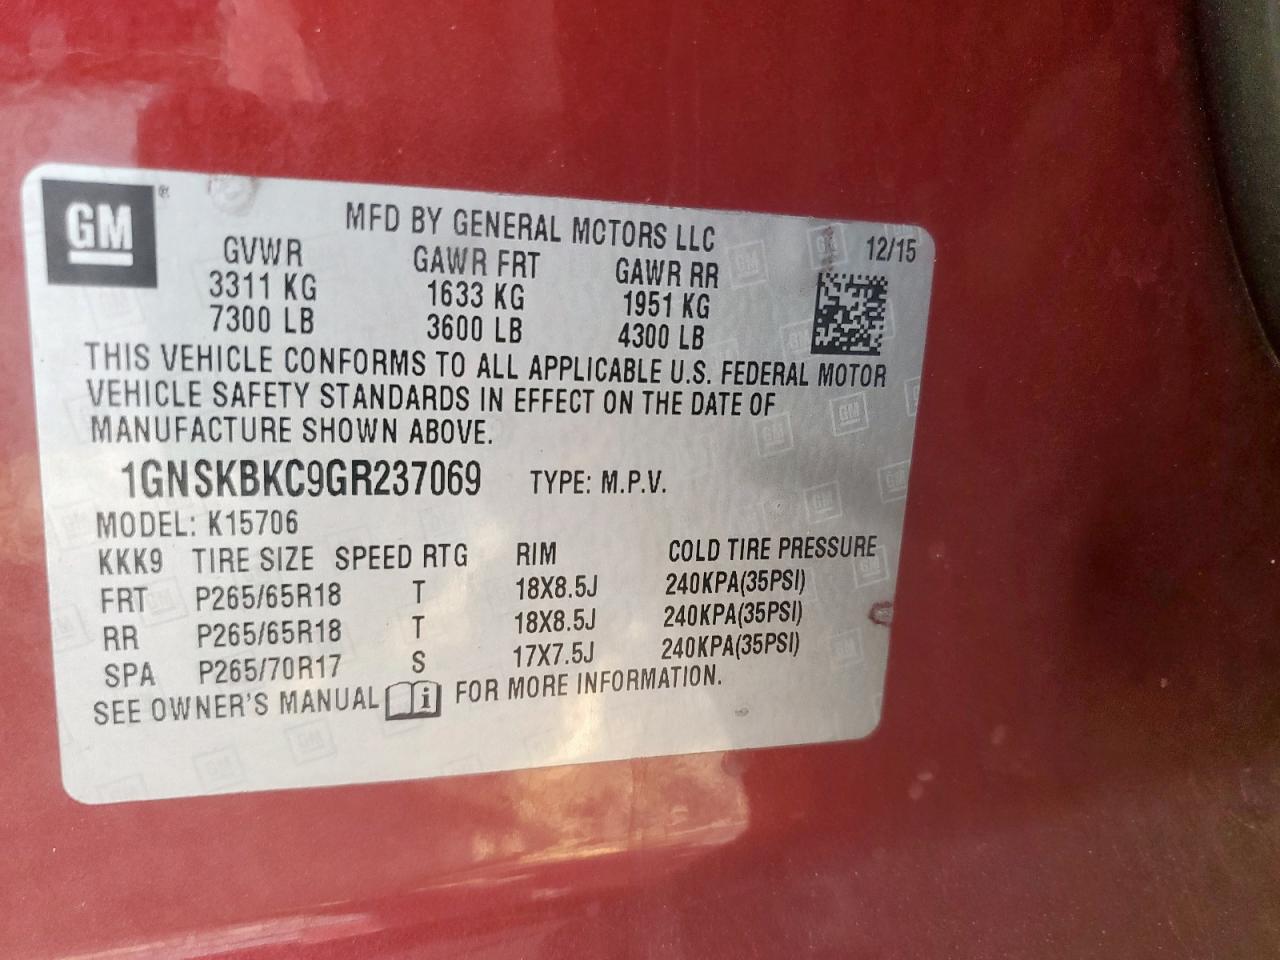 GM ®
MFD BY GENERAL MOTORS LLC
12/15
GVWR GAWR FRT GAWR RR
3311 KG 1633 KG 1951 KG
7300 LB 3600 LB 4300 LB
THIS VEHICLE CONFORMS TO ALL APPLICABLE U.S. FEDERAL MOTOR
VEHICLE SAFETY STANDARDS IN EFFECT ON THE DATE OF
MANUFACTURE SHOWN ABOVE.
1GNSKBKC9GR237069 TYPE: M.P.V.
MODEL: K15706
KKK9 TIRE SIZE SPEED RTG RIM COLD TIRE PRESSURE
FRT P265/65R18 T 18X8.5J 240KPA(35PSI)
RR P265/65R18 T 18X8.5J 240KPA(35PSI)
SPA P265/70R17 S 17X7.5J 240KPA(35PSI)
SEE OWNER'S MANUAL i FOR MORE INFORMATION.